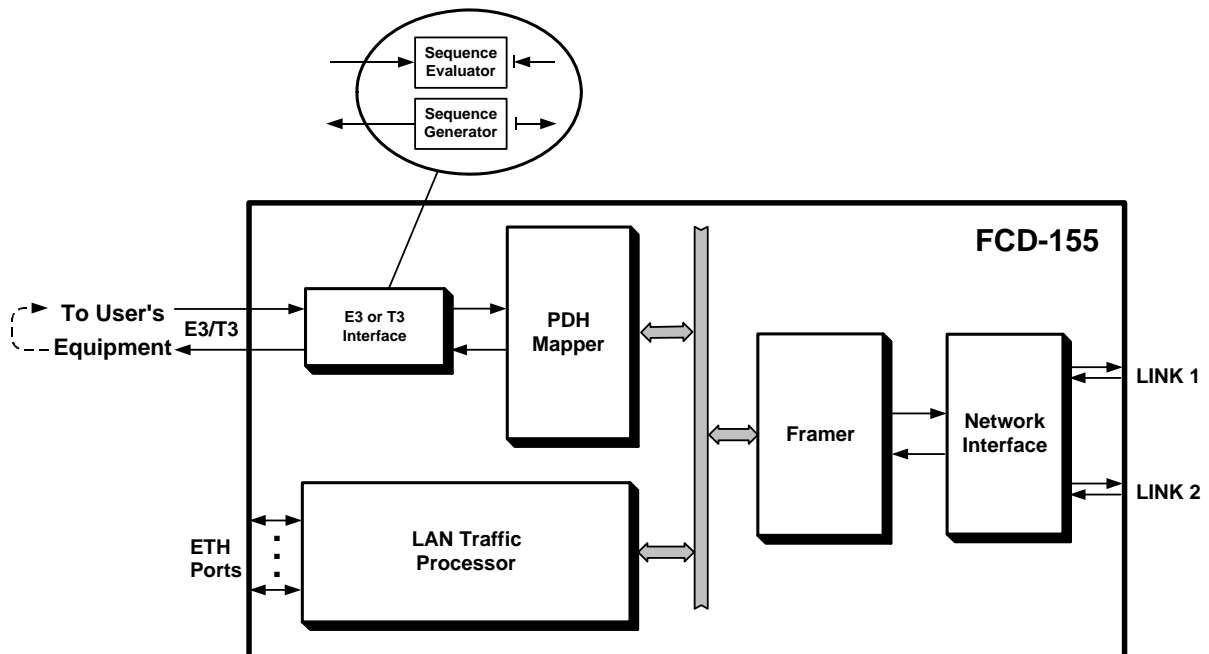 Sequence
Evaluator
Sequence
Generator
FCD-155
To User's
Equipment
E3/T3
E3 or T3
Interface
PDH
Mapper
Framer
Network
Interface
LINK 1
LINK 2
ETH
Ports
LAN Traffic
Processor